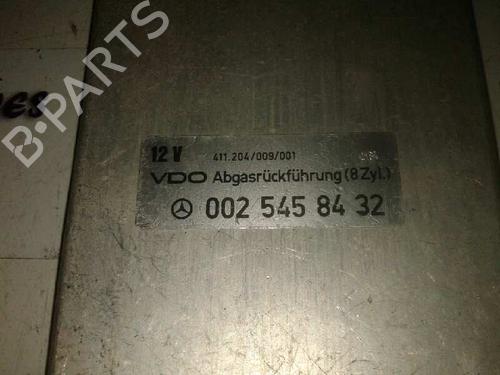 B-PARTS
12 V 411.204/009/001
VDO Abgasrückführung (8 Zyl.)
002 545 84 32